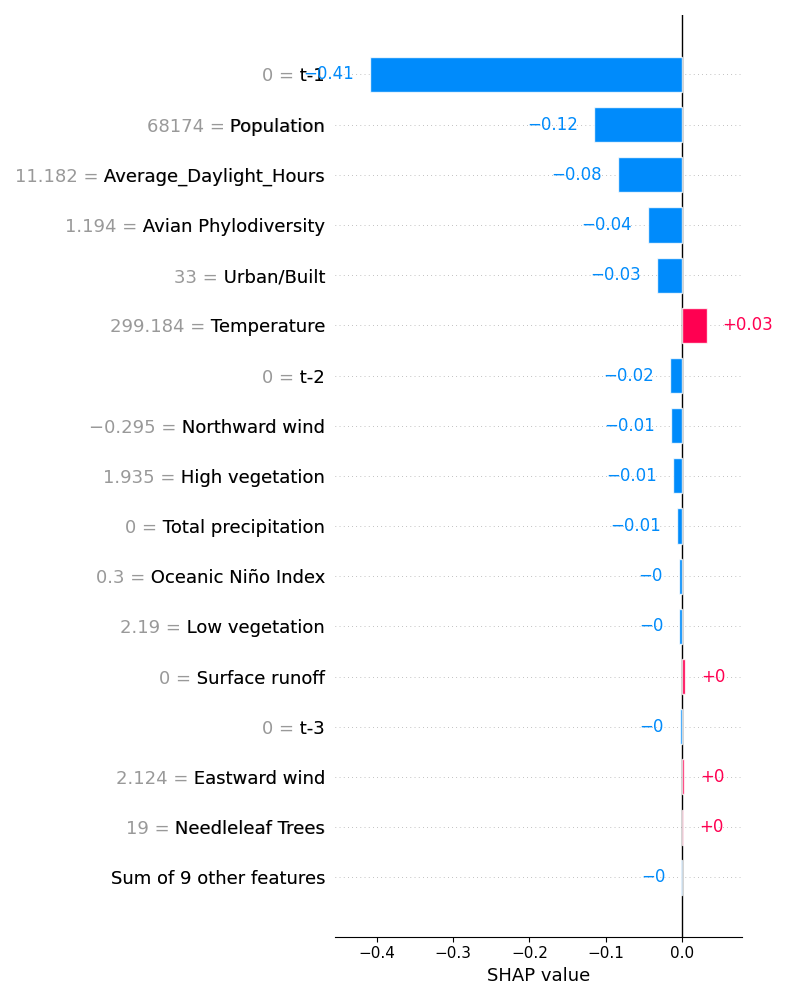 0 = t-1 −0.41
68174 = Population −0.12
11.182 = Average_Daylight_Hours −0.08
1.194 = Avian Phylodiversity −0.04
33 = Urban/Built −0.03
299.184 = Temperature +0.03
0 = t-2 −0.02
−0.295 = Northward wind −0.01
1.935 = High vegetation −0.01
0 = Total precipitation −0.01
0.3 = Oceanic Niño Index −0
2.19 = Low vegetation −0
0 = Surface runoff +0
0 = t-3 −0
2.124 = Eastward wind +0
19 = Needleleaf Trees +0
Sum of 9 other features −0
−0.4 −0.3 −0.2 −0.1 0.0
SHAP value